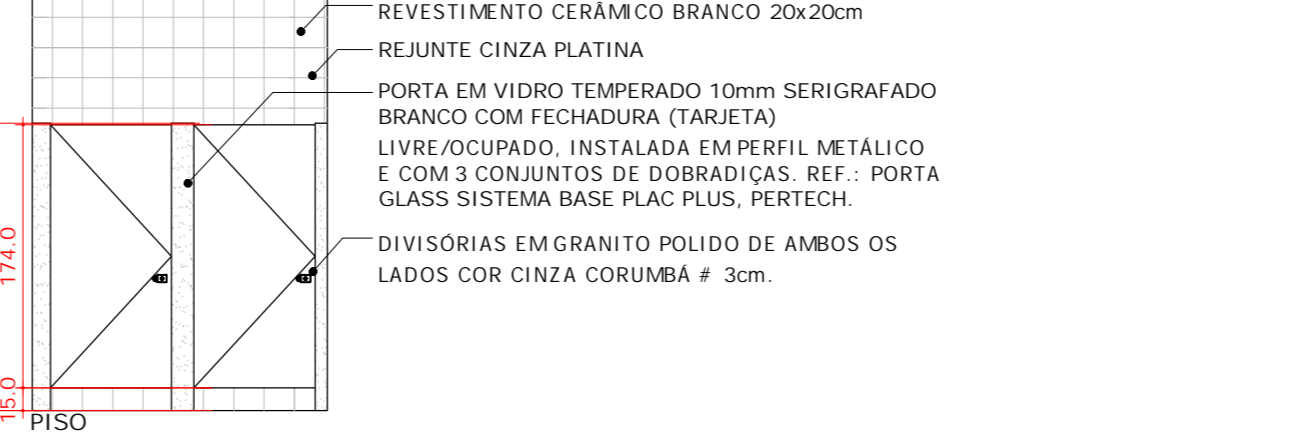 REVESTIMENTO CERÂMICO BRANCO 20x20cm
REJUNTE CINZA PLATINA
PORTA EM VIDRO TEMPERADO 10mm SERIGRAFADO
BRANCO COM FECHADURA (TARJETA)
LIVRE/OCUPADO, INSTALADA EM PERFIL METÁLICO
E COM 3 CONJUNTOS DE DOBRADIÇAS. REF.: PORTA
GLASS SISTEMA BASE PLAC PLUS, PERTECH.
DIVISÓRIAS EM GRANITO POLIDO DE AMBOS OS
LADOS COR CINZA CORUMBÁ # 3cm.
174.0
15.0
PISO